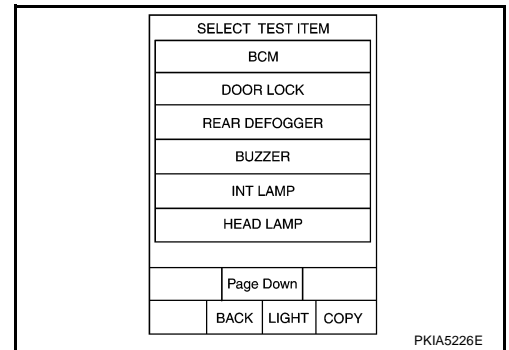 SELECT TEST ITEM
BCM
DOOR LOCK
REAR DEFOGGER
BUZZER
INT LAMP
HEAD LAMP
Page Down
BACK LIGHT COPY
PKIA5226E